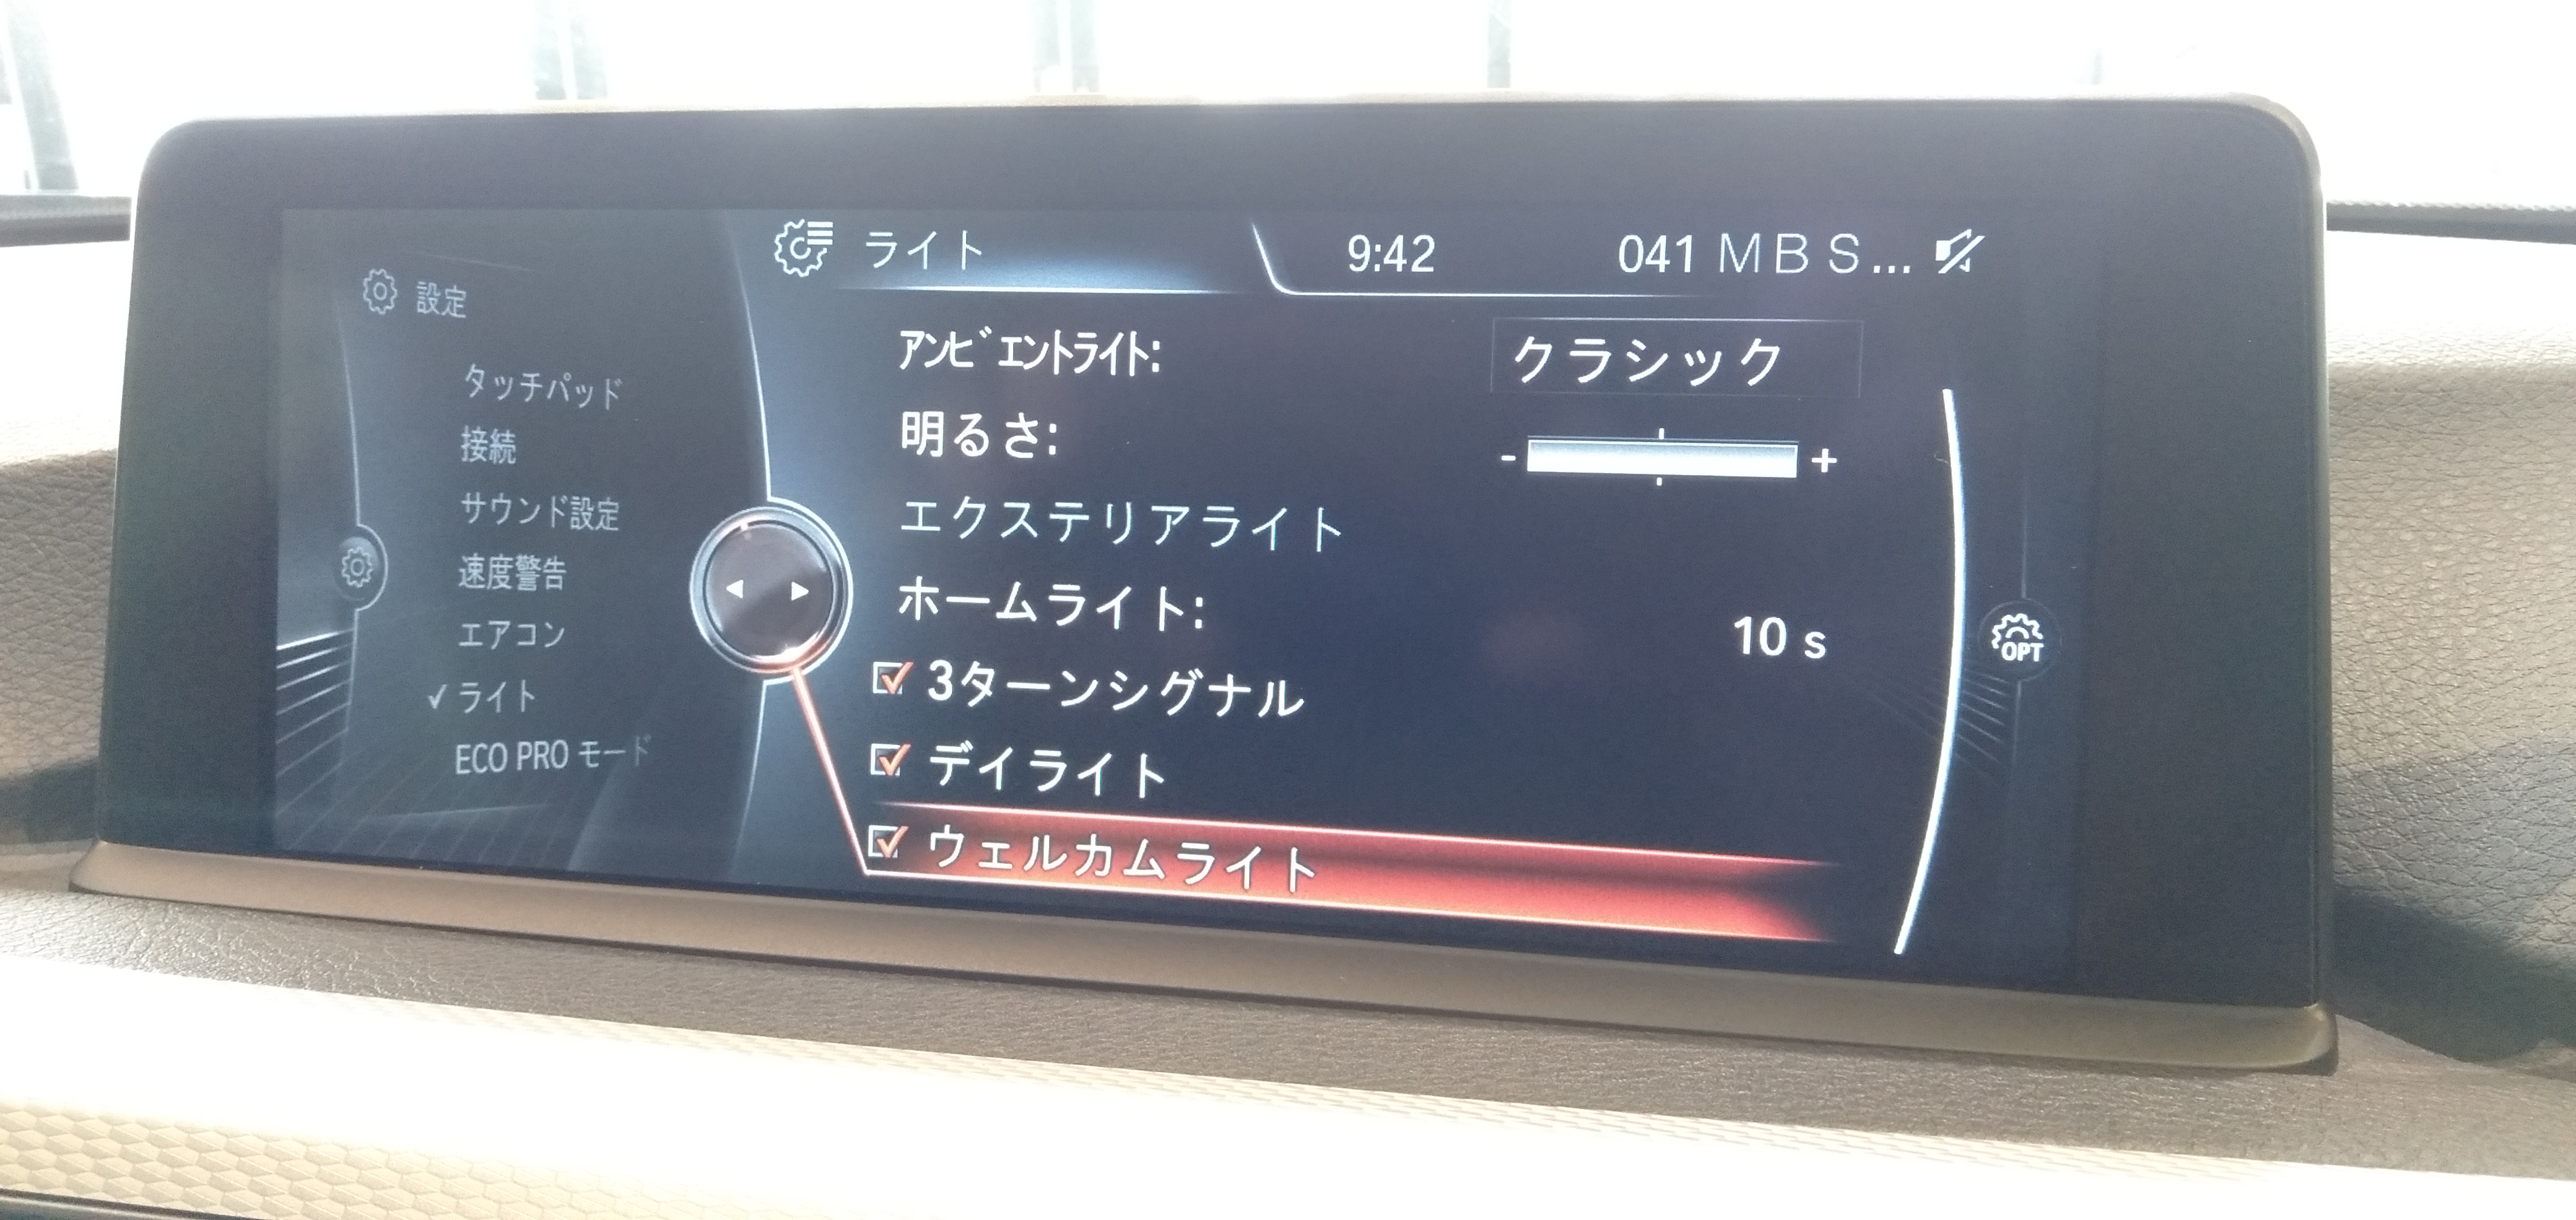 ライト
9:42
041 MBS...
設定
タッチパッド
接続
サウンド設定
速度警告
エアコン
✓ ライト
ECO PRO モード
アンビエントライト: クラシック
明るさ: - +
エクステリアライト
ホームライト: 10 s
3ターンシグナル
デイライト
ウェルカムライト
OPT